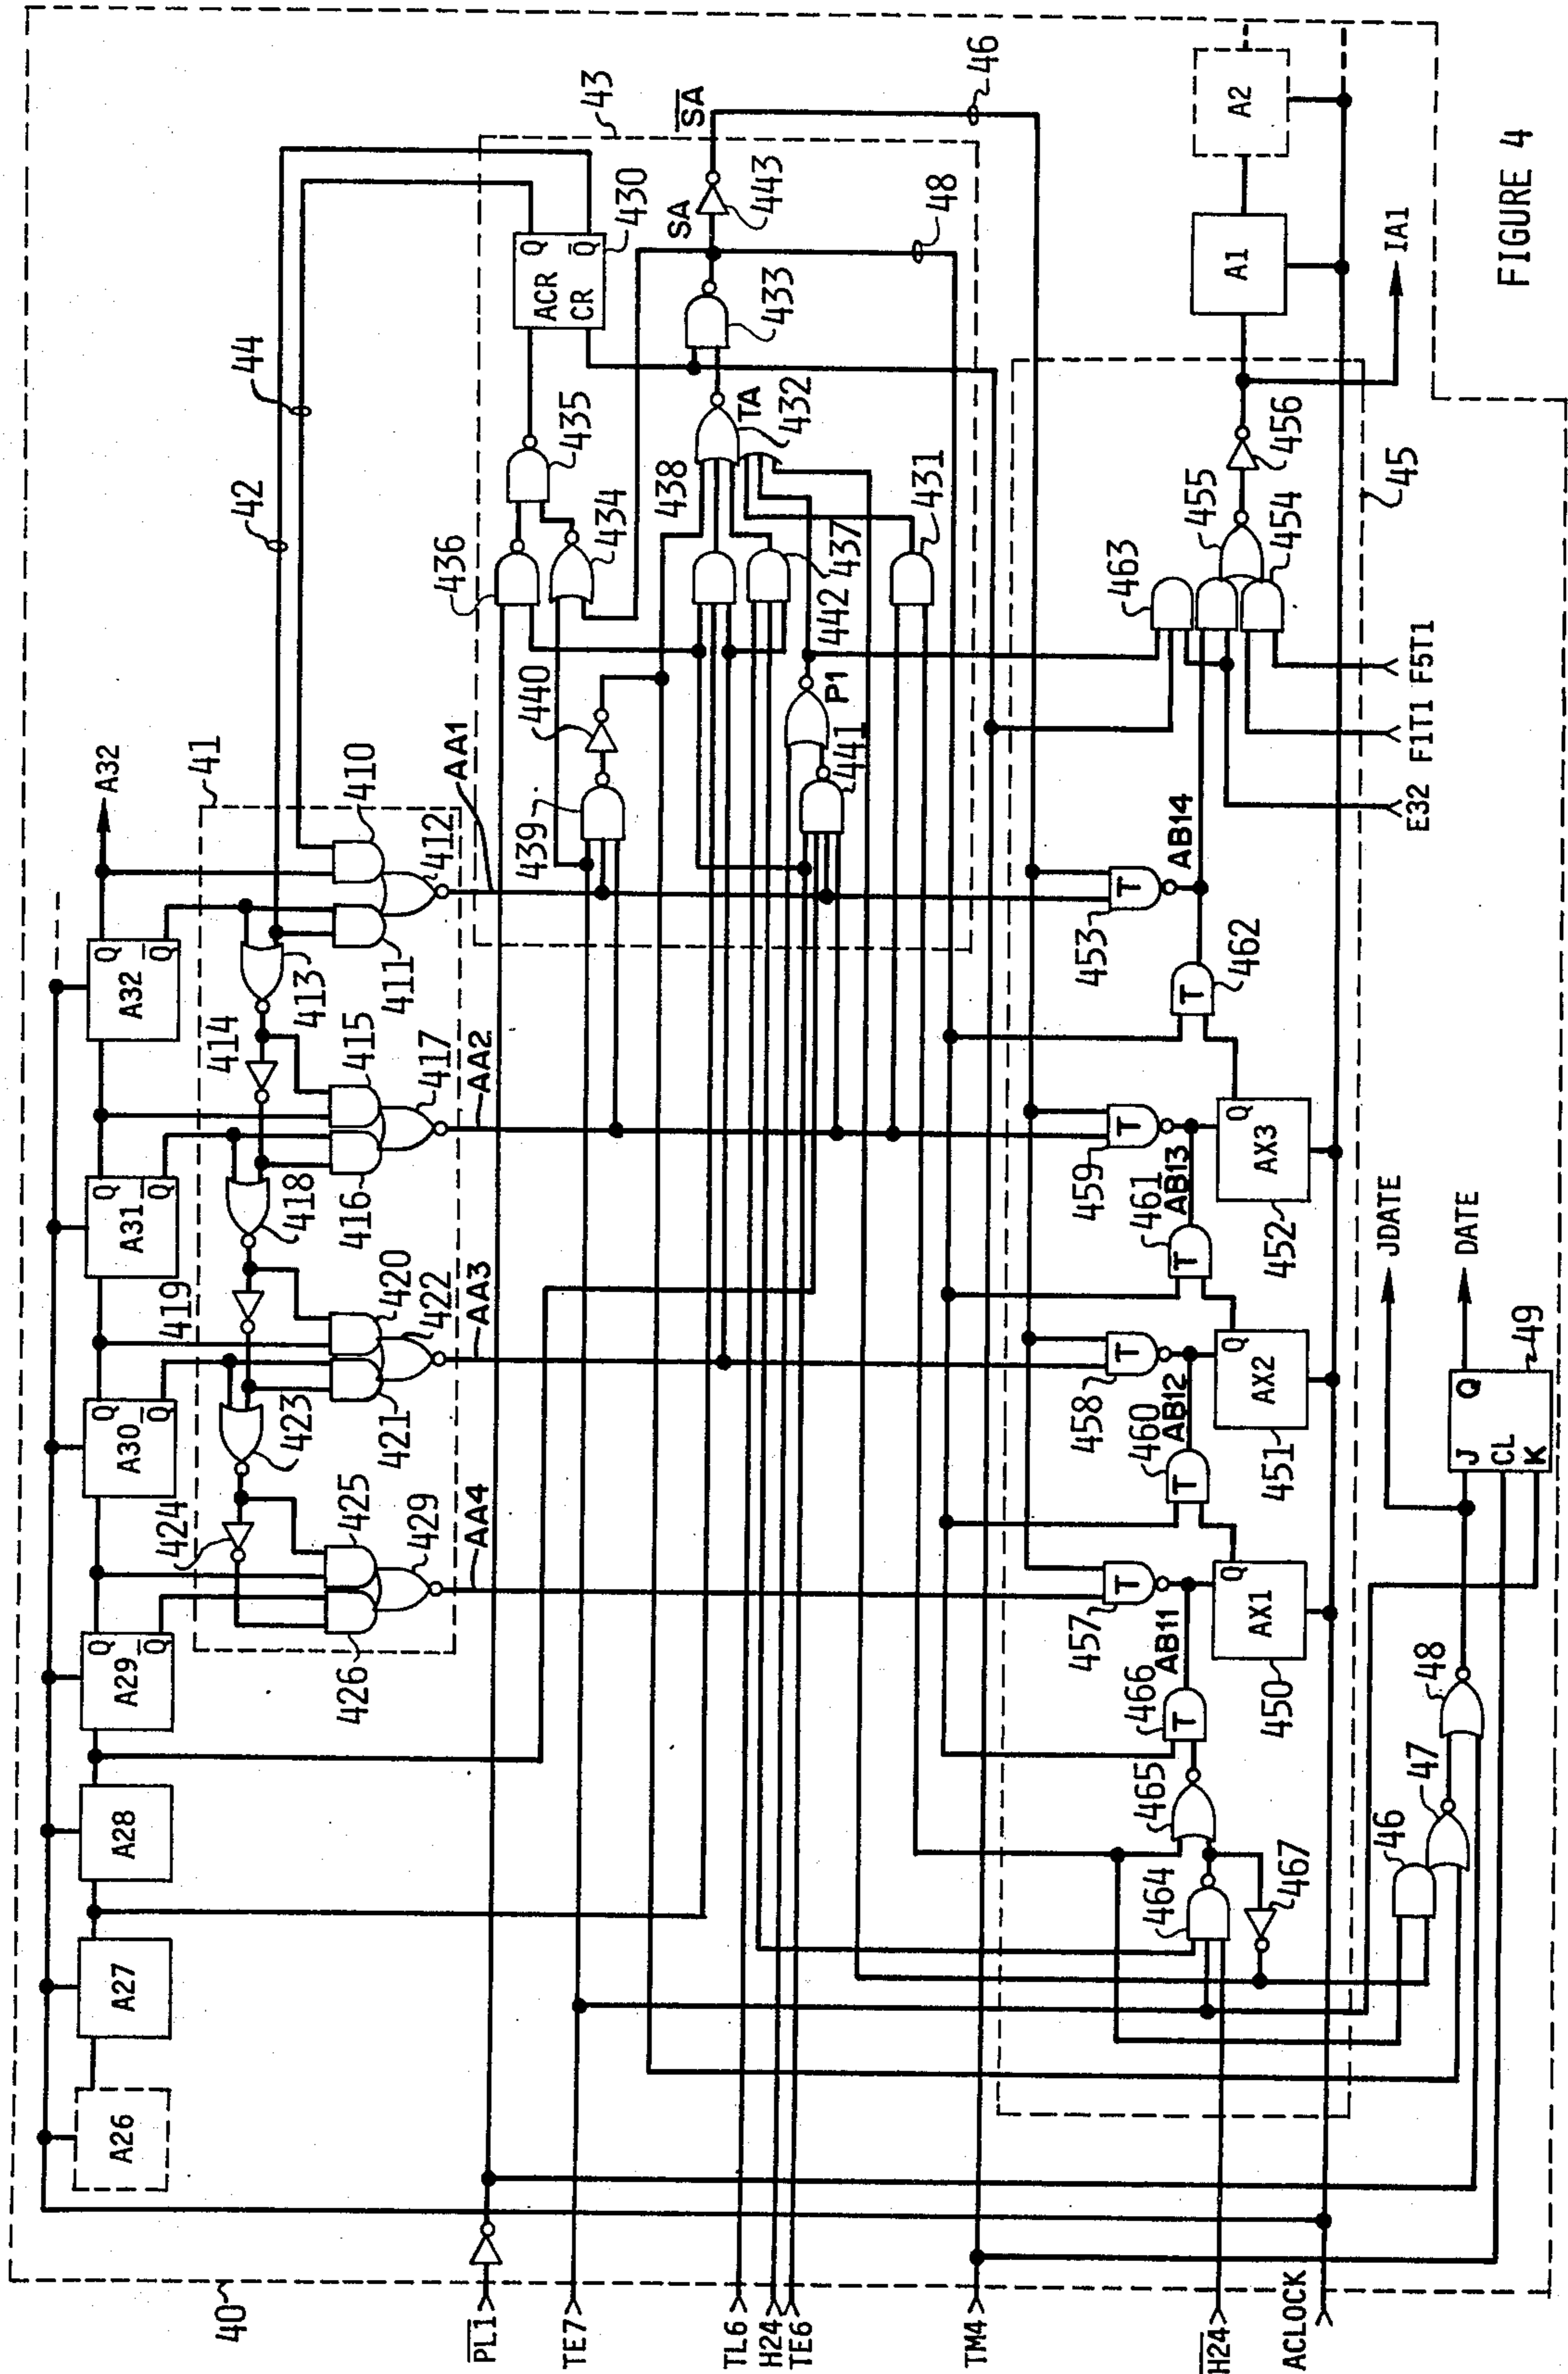 FIGURE 4
40
A26
A27
A28
A29
Q
Q̅
A30
Q
Q̅
A31
Q
Q̅
A32
Q
Q̅
A32
42
44
41
424
423
419
418
414
413
410
411
412
415
416
417
420
421
422
425
426
429
AA1
AA2
AA3
AA4
43
436
435
434
ACR
CR
Q
Q̅
430
440
439
438
437
442
441
P1
TA
432
431
433
SA
443
S̅A̅
46
48
P̅L̅1̅
TE7
TL6
H24
TE6
TM4
H̅2̅4̅
ACLOCK
T
457
T
458
T
459
T
453
AB11
AB12
AB13
AB14
T
466
T
460
T
461
T
462
465
464
467
Q
AX1
450
Q
AX2
451
Q
AX3
452
463
455
454
456
45
E32
F1T1
F5T1
A1
A2
IA1
46
47
48
J
CL
K
Q
49
JDATE
DATE